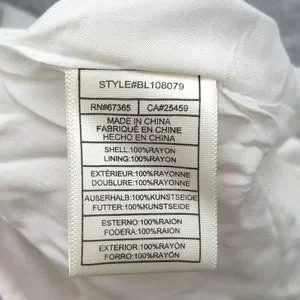 STYLE#BL108079
RN#67365 CA#25459
MADE IN CHINA
FABRIQUÉ EN CHINE
HECHO EN CHINA
SHELL:100%RAYON
LINING:100%RAYON
EXTÉRIEUR:100%RAYONNE
DOUBLURE:100%RAYONNE
AUSSERHALB:100%KUNSTSEIDE
FUTTER:100%KUNSTSEIDE
ESTERNO:100%RAION
FODERA:100%RAION
EXTERIOR:100%RAYÓN
FORRO:100%RAYÓN